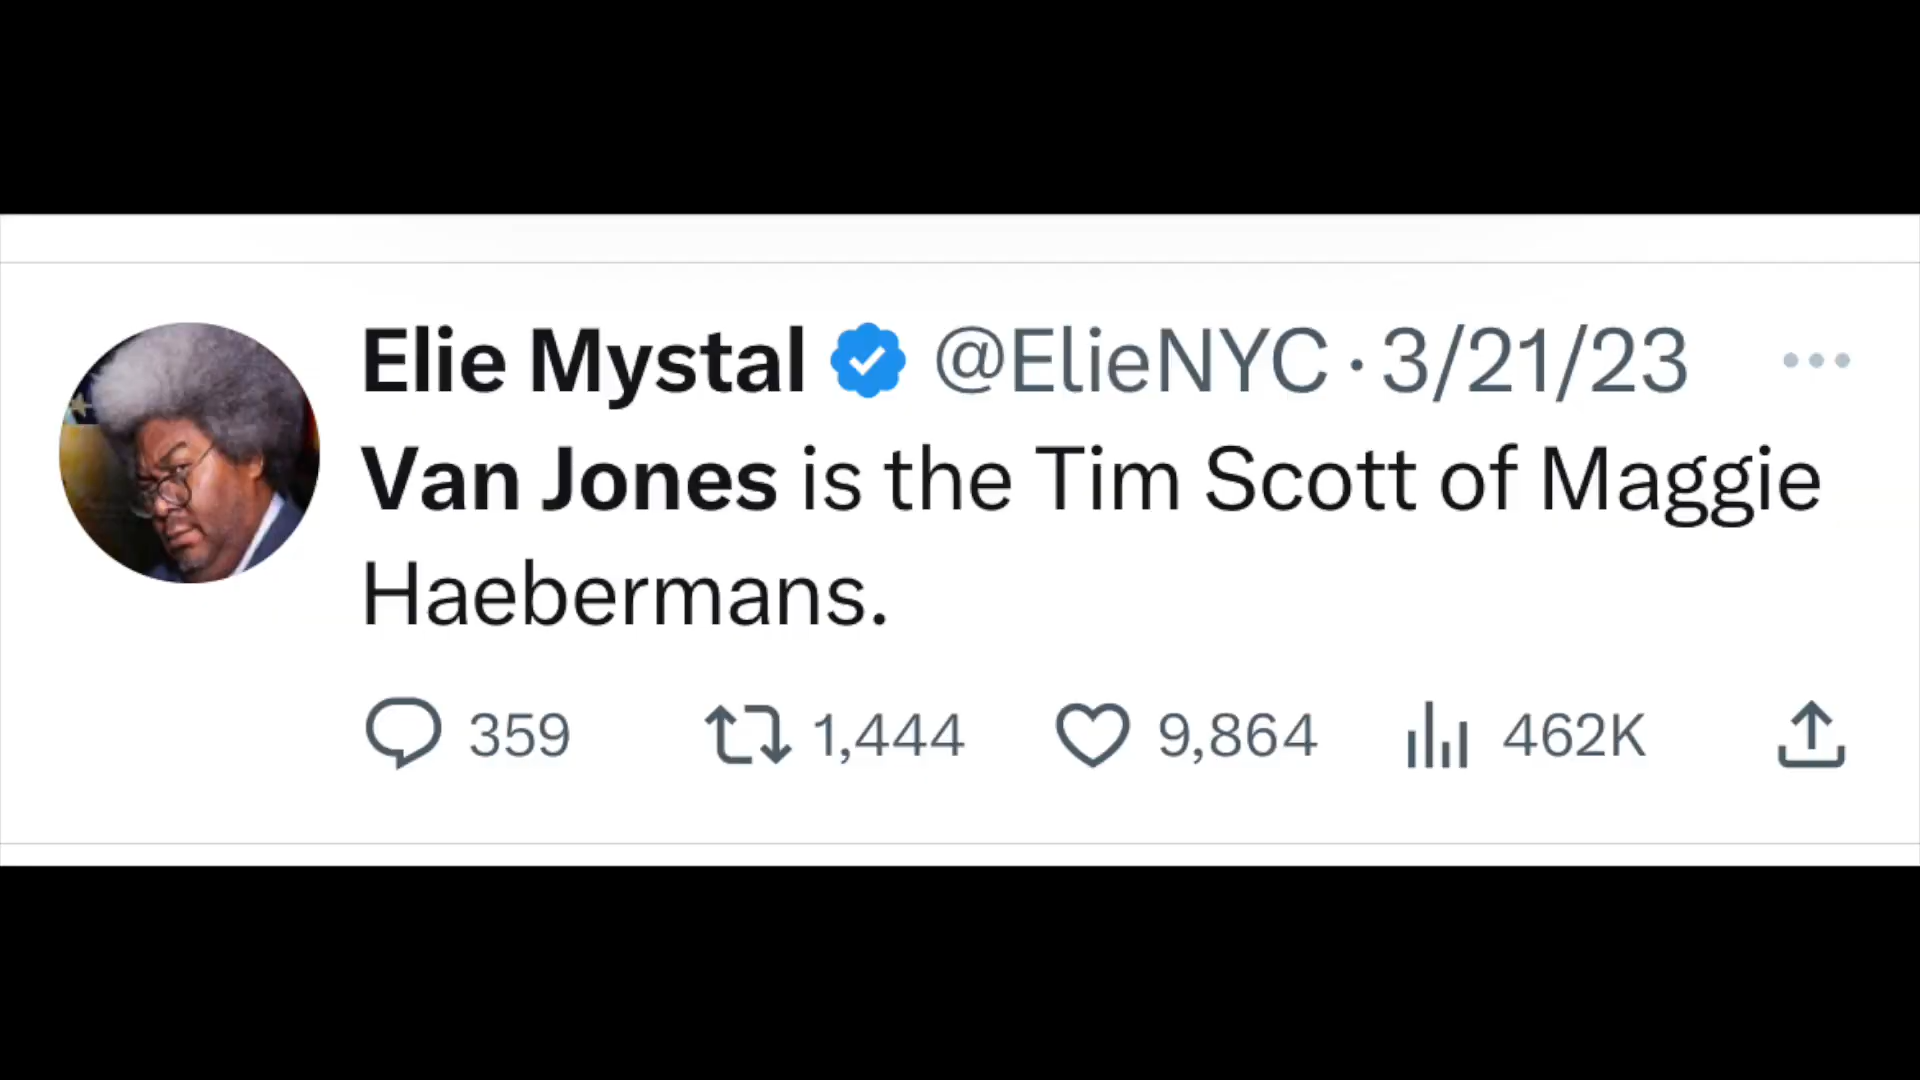 Elie Mystal @ElieNYC · 3/21/23
Van Jones is the Tim Scott of Maggie
Haebermans.
359 1,444 9,864 462K